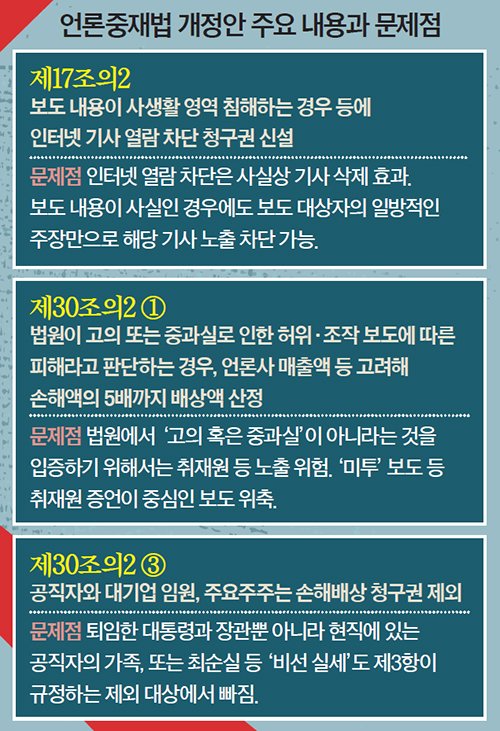 언론중재법 개정안 주요 내용과 문제점
제17조의2
보도 내용이 사생활 영역 침해하는 경우 등에
인터넷 기사 열람 차단 청구권 신설
문제점 인터넷 열람 차단은 사실상 기사 삭제 효과.
보도 내용이 사실인 경우에도 보도 대상자의 일방적인
주장만으로 해당 기사 노출 차단 가능.
제30조의2 ①
법원이 고의 또는 중과실로 인한 허위·조작 보도에 따른
피해라고 판단하는 경우, 언론사 매출액 등 고려해
손해액의 5배까지 배상액 산정
문제점 법원에서 ‘고의 혹은 중과실’이 아니라는 것을
입증하기 위해서는 취재원 등 노출 위험. ‘미투’ 보도 등
취재원 증언이 중심인 보도 위축.
제30조의2 ③
공직자와 대기업 임원, 주요주주는 손해배상 청구권 제외
문제점 퇴임한 대통령과 장관뿐 아니라 현직에 있는
공직자의 가족, 또는 최순실 등 ‘비선 실세’도 제3항이
규정하는 제외 대상에서 빠짐.